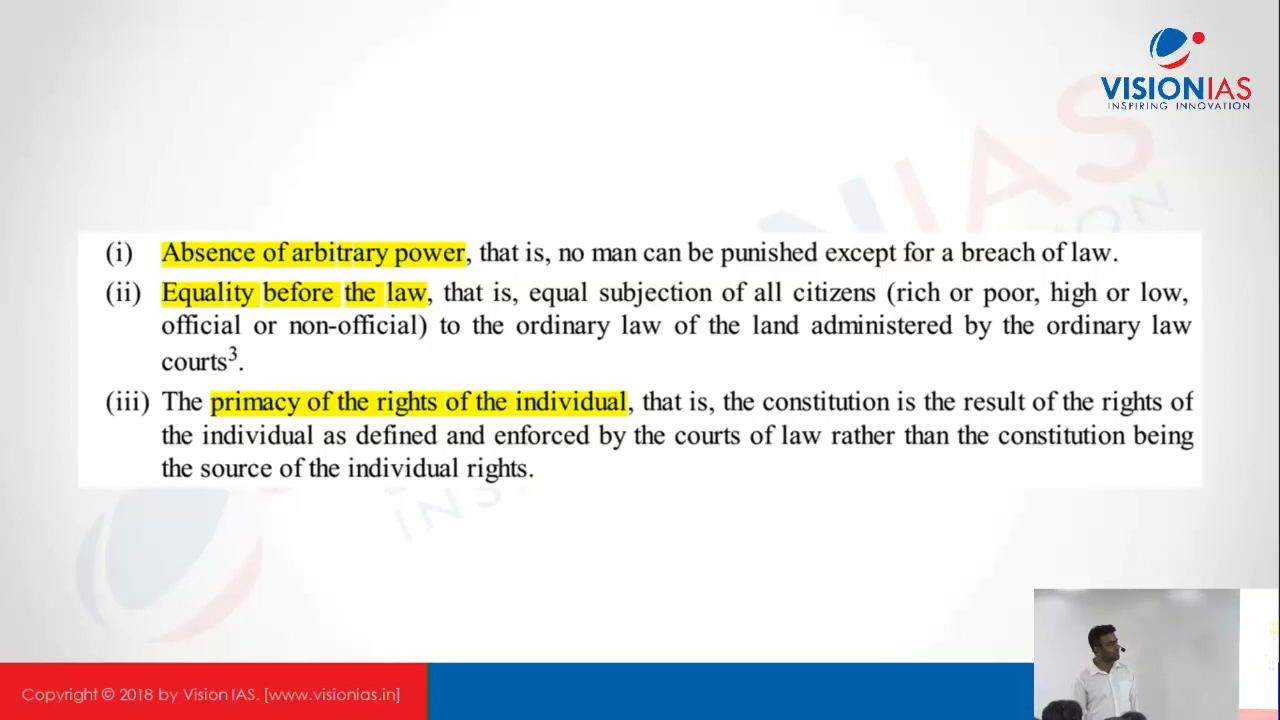 VISIONIAS
INSPIRING INNOVATION
(i) Absence of arbitrary power, that is, no man can be punished except for a breach of law.
(ii) Equality before the law, that is, equal subjection of all citizens (rich or poor, high or low,
official or non-official) to the ordinary law of the land administered by the ordinary law
courts³.
(iii) The primacy of the rights of the individual, that is, the constitution is the result of the rights of
the individual as defined and enforced by the courts of law rather than the constitution being
the source of the individual rights.
Copyright © 2018 by Vision IAS. [www.visionias.in]